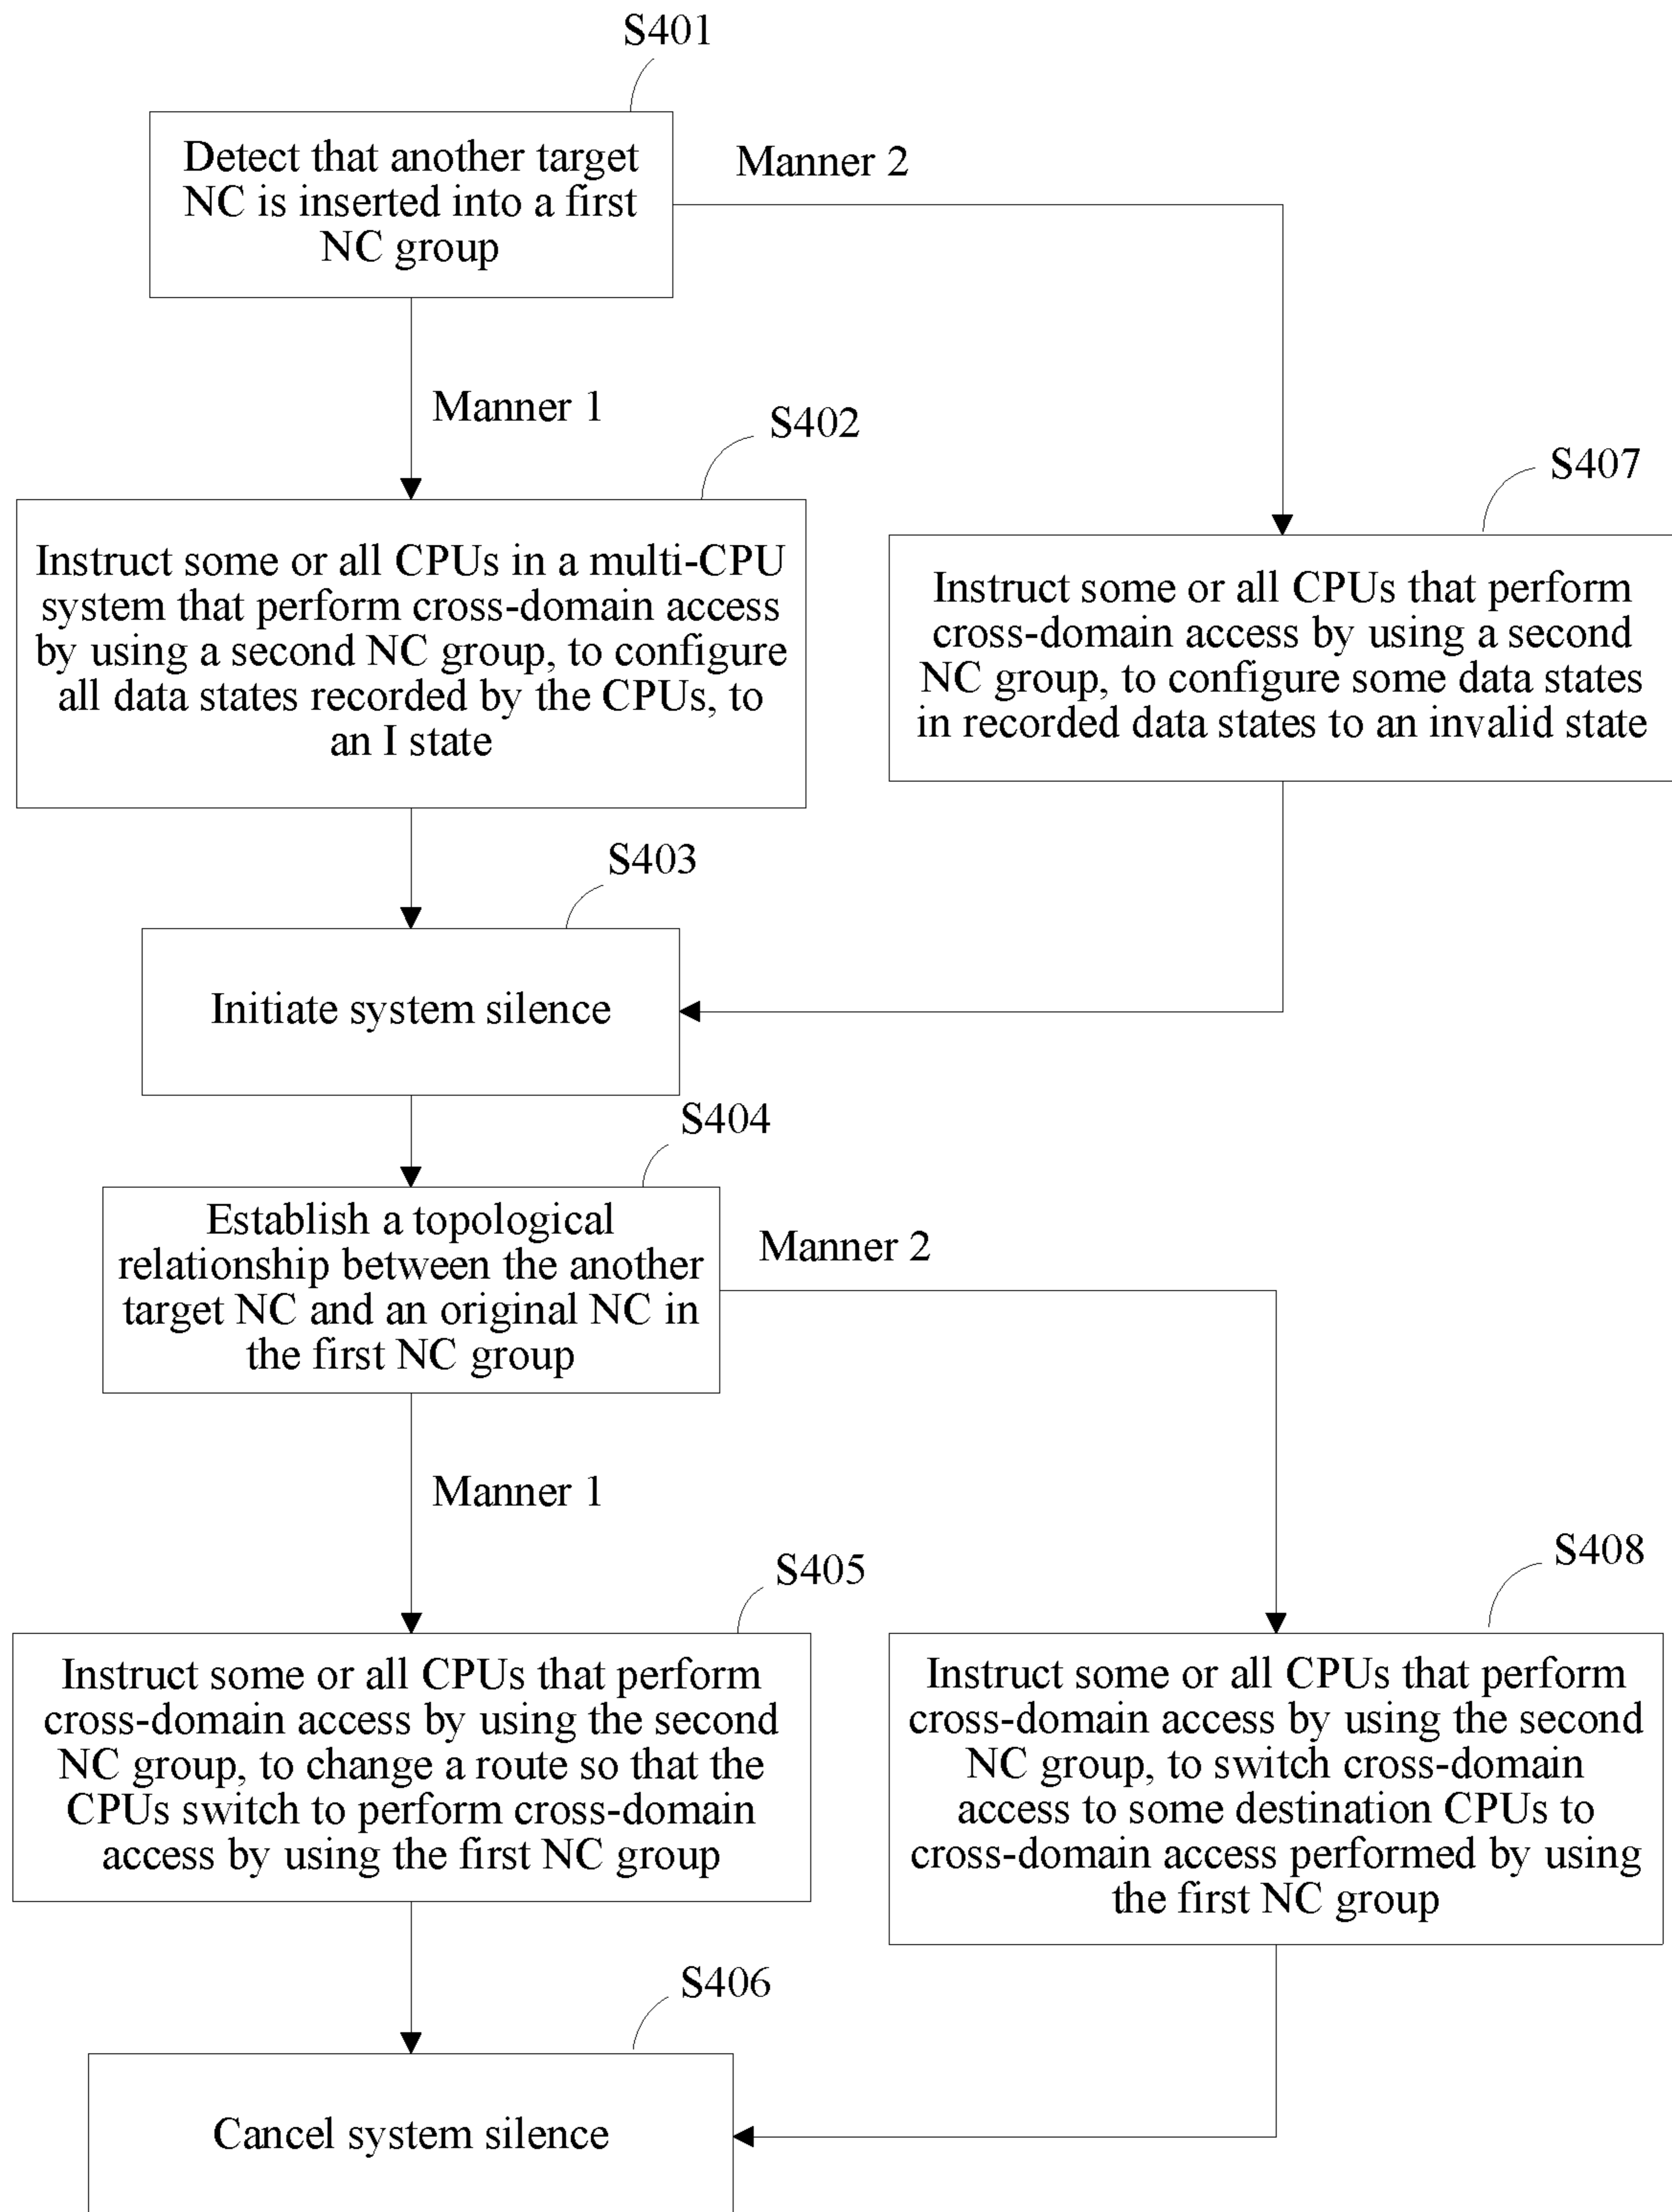 S401
Detect that another target
NC is inserted into a first
NC group
Manner 2
Manner 1
S402
Instruct some or all CPUs in a multi-CPU
system that perform cross-domain access
by using a second NC group, to configure
all data states recorded by the CPUs, to
an I state
S407
Instruct some or all CPUs that perform
cross-domain access by using a second
NC group, to configure some data states
in recorded data states to an invalid state
S403
Initiate system silence
S404
Establish a topological
relationship between the another
target NC and an original NC in
the first NC group
Manner 2
Manner 1
S405
Instruct some or all CPUs that perform
cross-domain access by using the second
NC group, to change a route so that the
CPUs switch to perform cross-domain
access by using the first NC group
S408
Instruct some or all CPUs that perform
cross-domain access by using the second
NC group, to switch cross-domain
access to some destination CPUs to
cross-domain access performed by using
the first NC group
S406
Cancel system silence